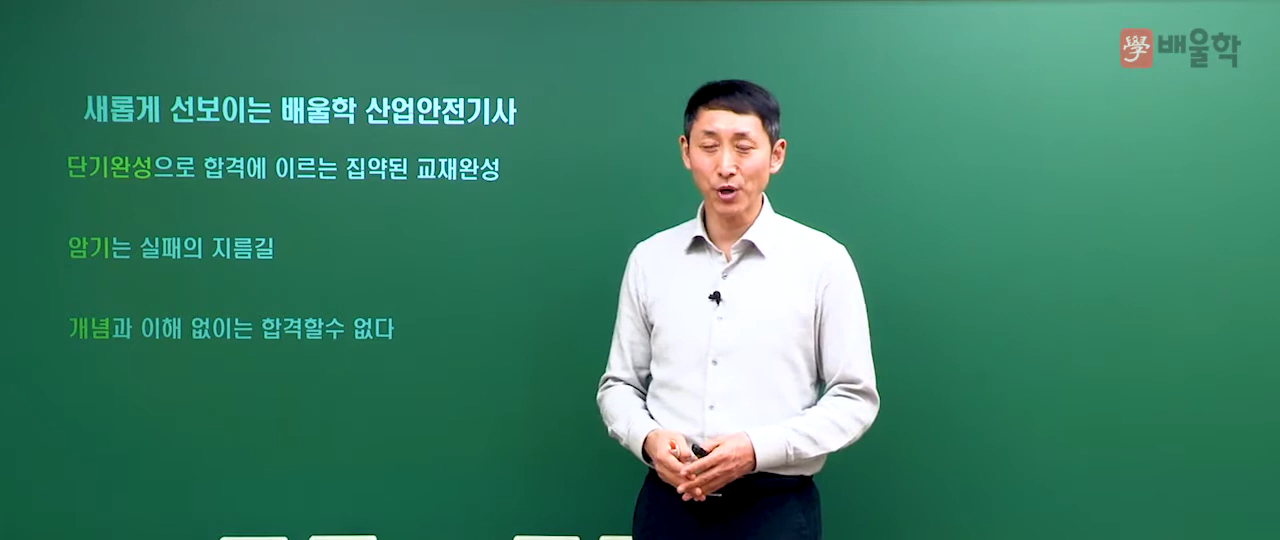 學 배울학
새롭게 선보이는 배울학 산업안전기사
단기완성으로 합격에 이르는 집약된 교재완성
암기는 실패의 지름길
개념과 이해 없이는 합격할수 없다